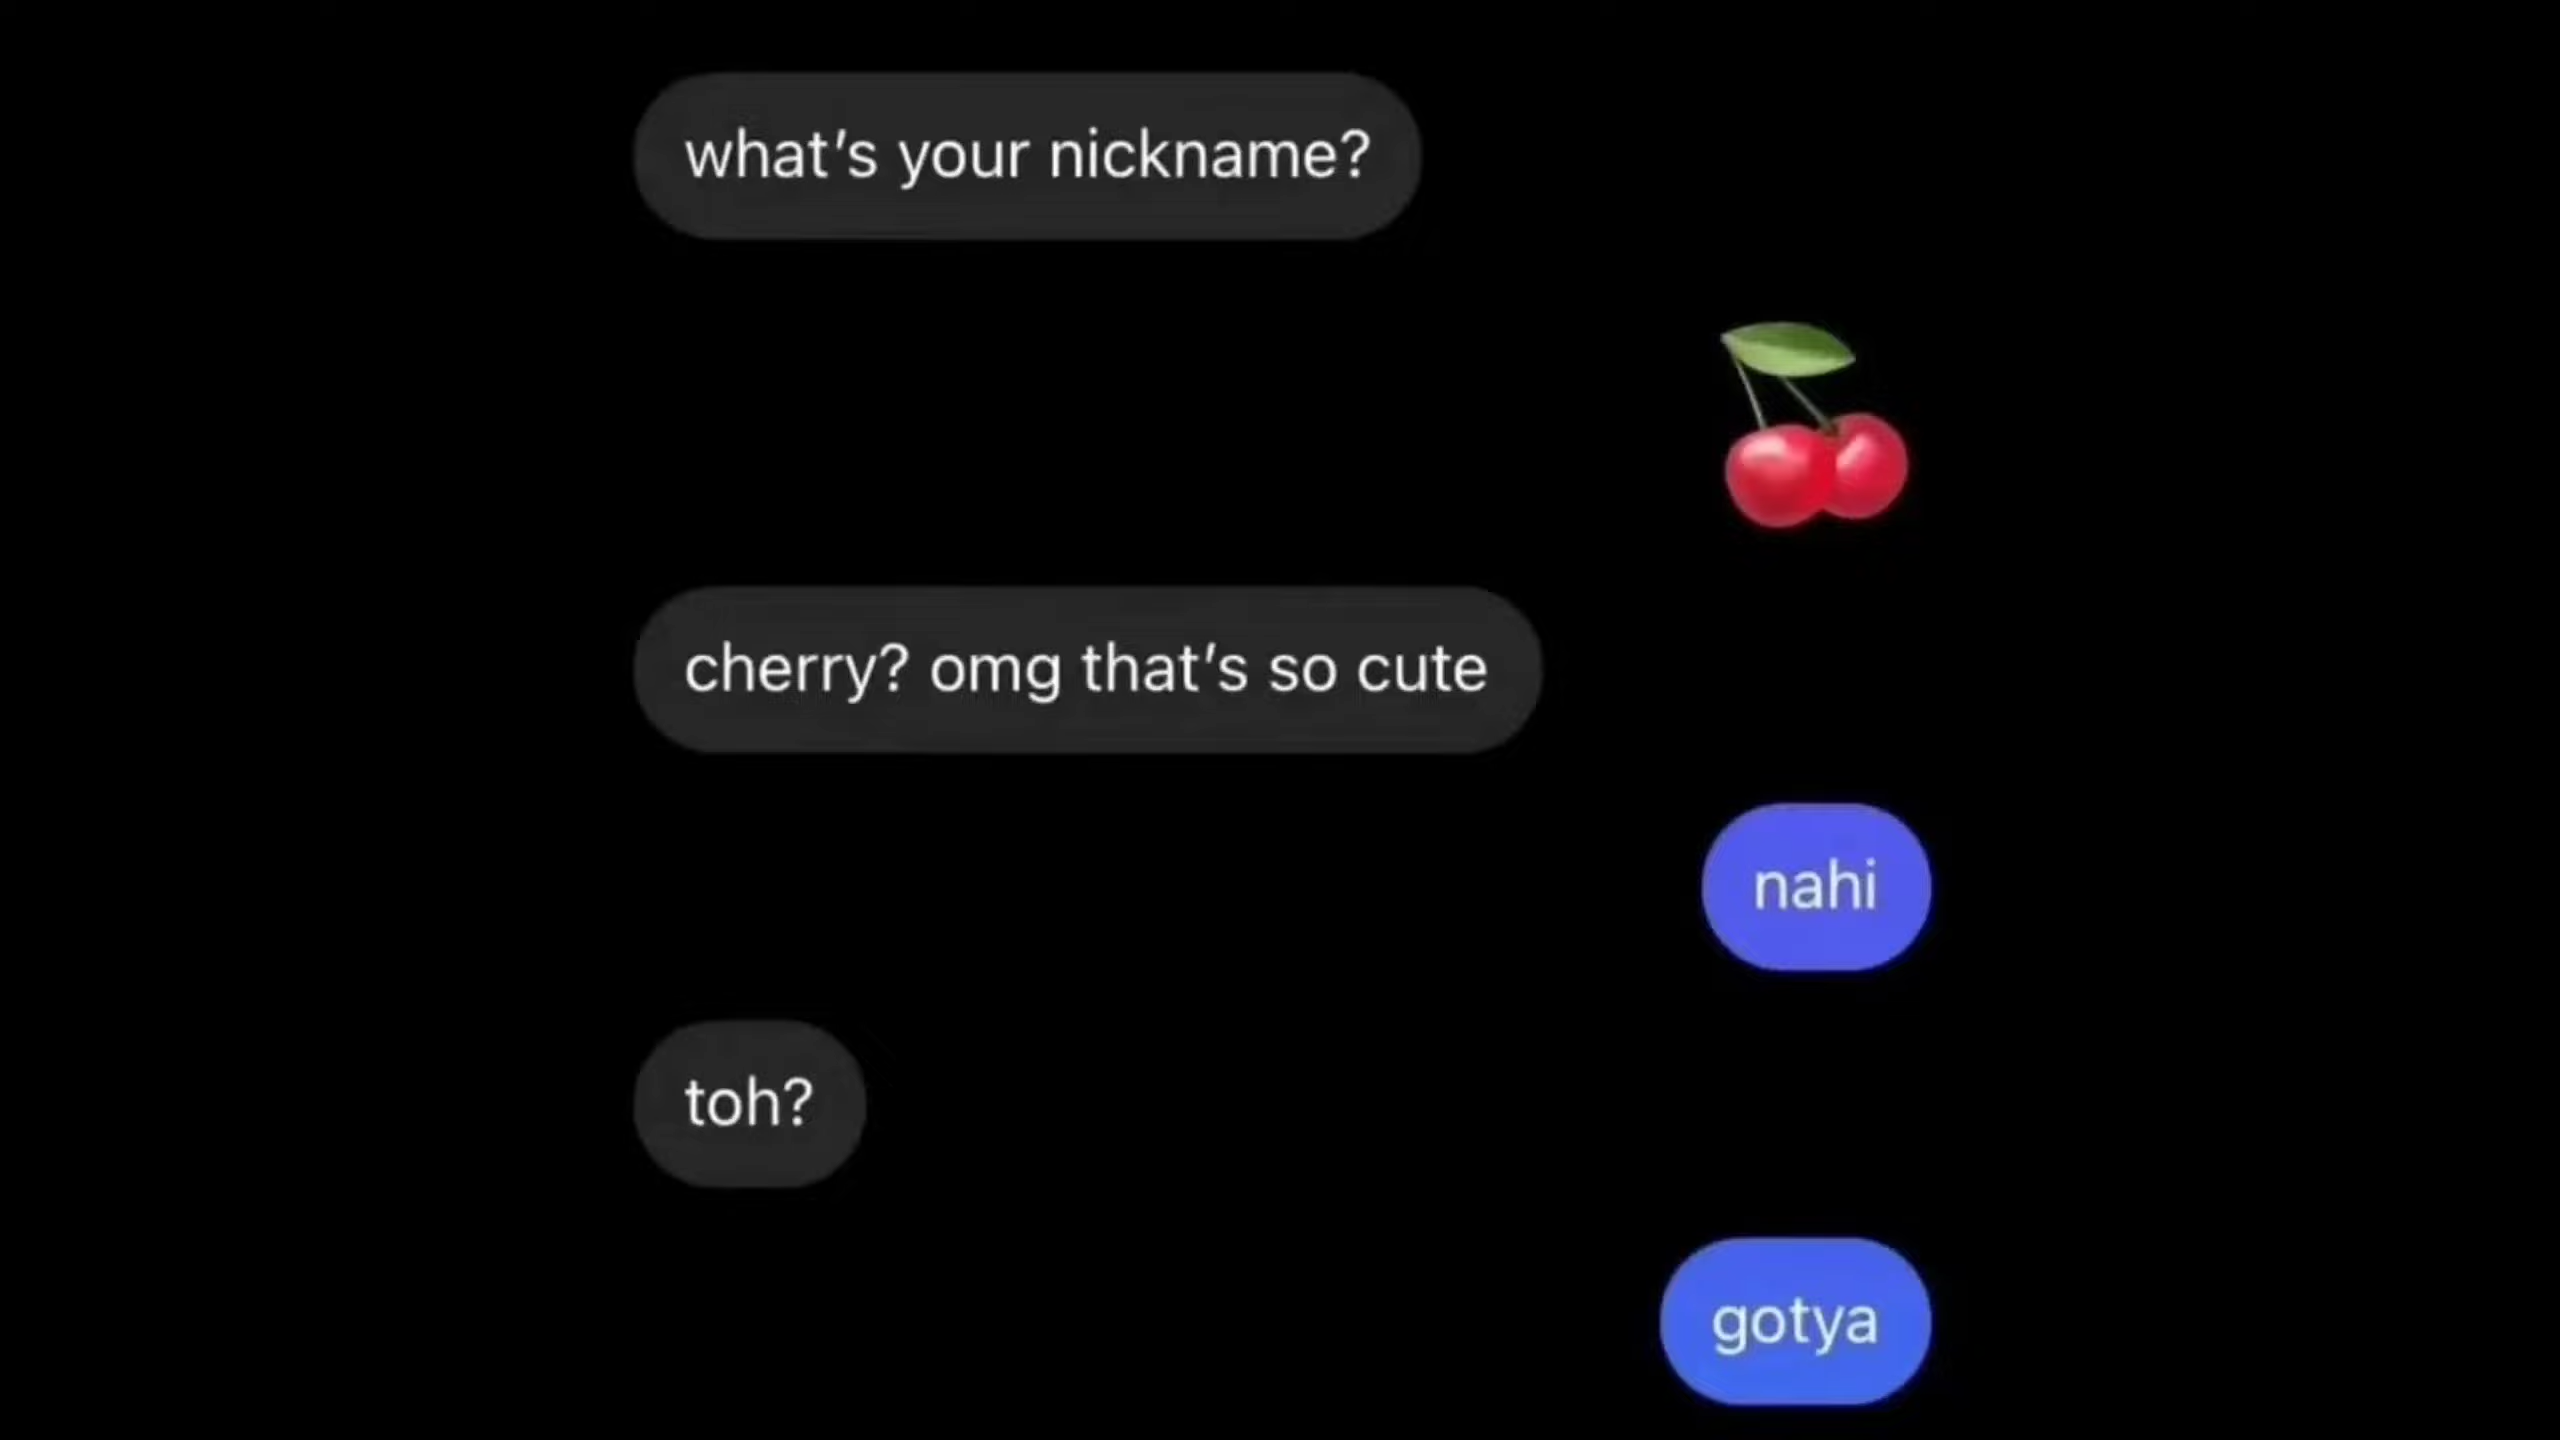 what’s your nickname?
🍒
cherry? omg that’s so cute
nahi
toh?
gotya